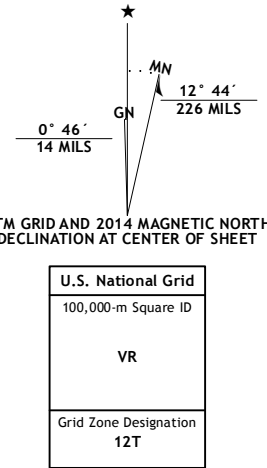 ★
MN
GN
12° 44´
226 MILS
0° 46´
14 MILS
TM GRID AND 2014 MAGNETIC NORTH
DECLINATION AT CENTER OF SHEET
U.S. National Grid
100,000-m Square ID
VR
Grid Zone Designation
12T